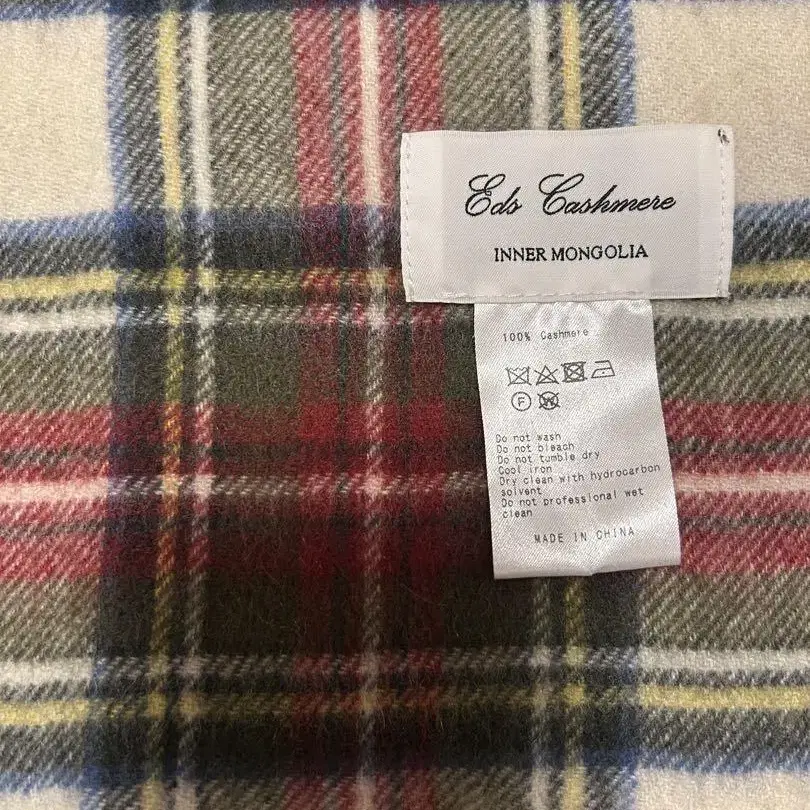 Eds Cashmere
INNER MONGOLIA
100% Cashmere
F
W
Do not wash
Do not bleach
Do not tumble dry
Cool iron
Dry clean with hydrocarbon
solvent
Do not professional wet
clean
MADE IN CHINA